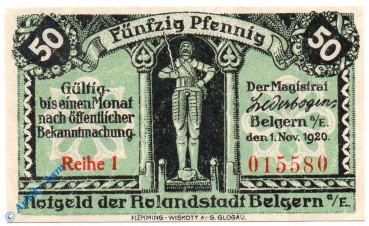 Fünfzig Pfennig
50
50
Gültig
bis einen Monat
nach öffentlicher
Bekanntmachung.
Reihe I
Der Magistrat
Belgern a/E.
den 1. Nov. 1920.
015580
Notgeld der Rolandstadt Belgern a/E.
FLEMMING-WISKOTT A: G. GLOGAU.